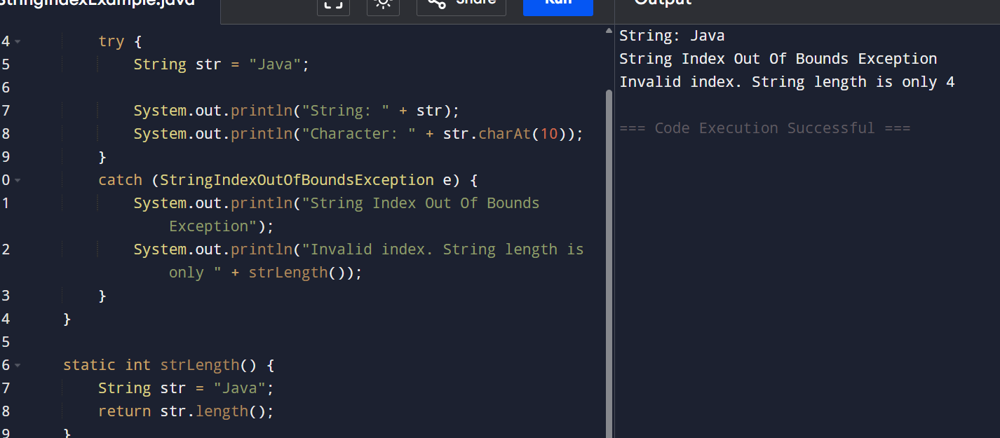 StringIndexExample.java
Share
Run
Output
4 try {
5 String str = "Java";
6
7 System.out.println("String: " + str);
8 System.out.println("Character: " + str.charAt(10));
9 }
0 catch (StringIndexOutOfBoundsException e) {
1 System.out.println("String Index Out Of Bounds
Exception");
2 System.out.println("Invalid index. String length is
only " + strLength());
3 }
4 }
5
6 static int strLength() {
7 String str = "Java";
8 return str.length();
9 }
String: Java
String Index Out Of Bounds Exception
Invalid index. String length is only 4
=== Code Execution Successful ===